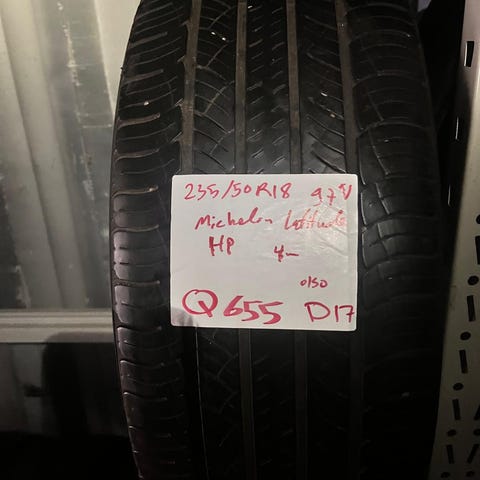 235/50R18 97V
Michelin Latitude
HP 4-
0150
Q655 D17